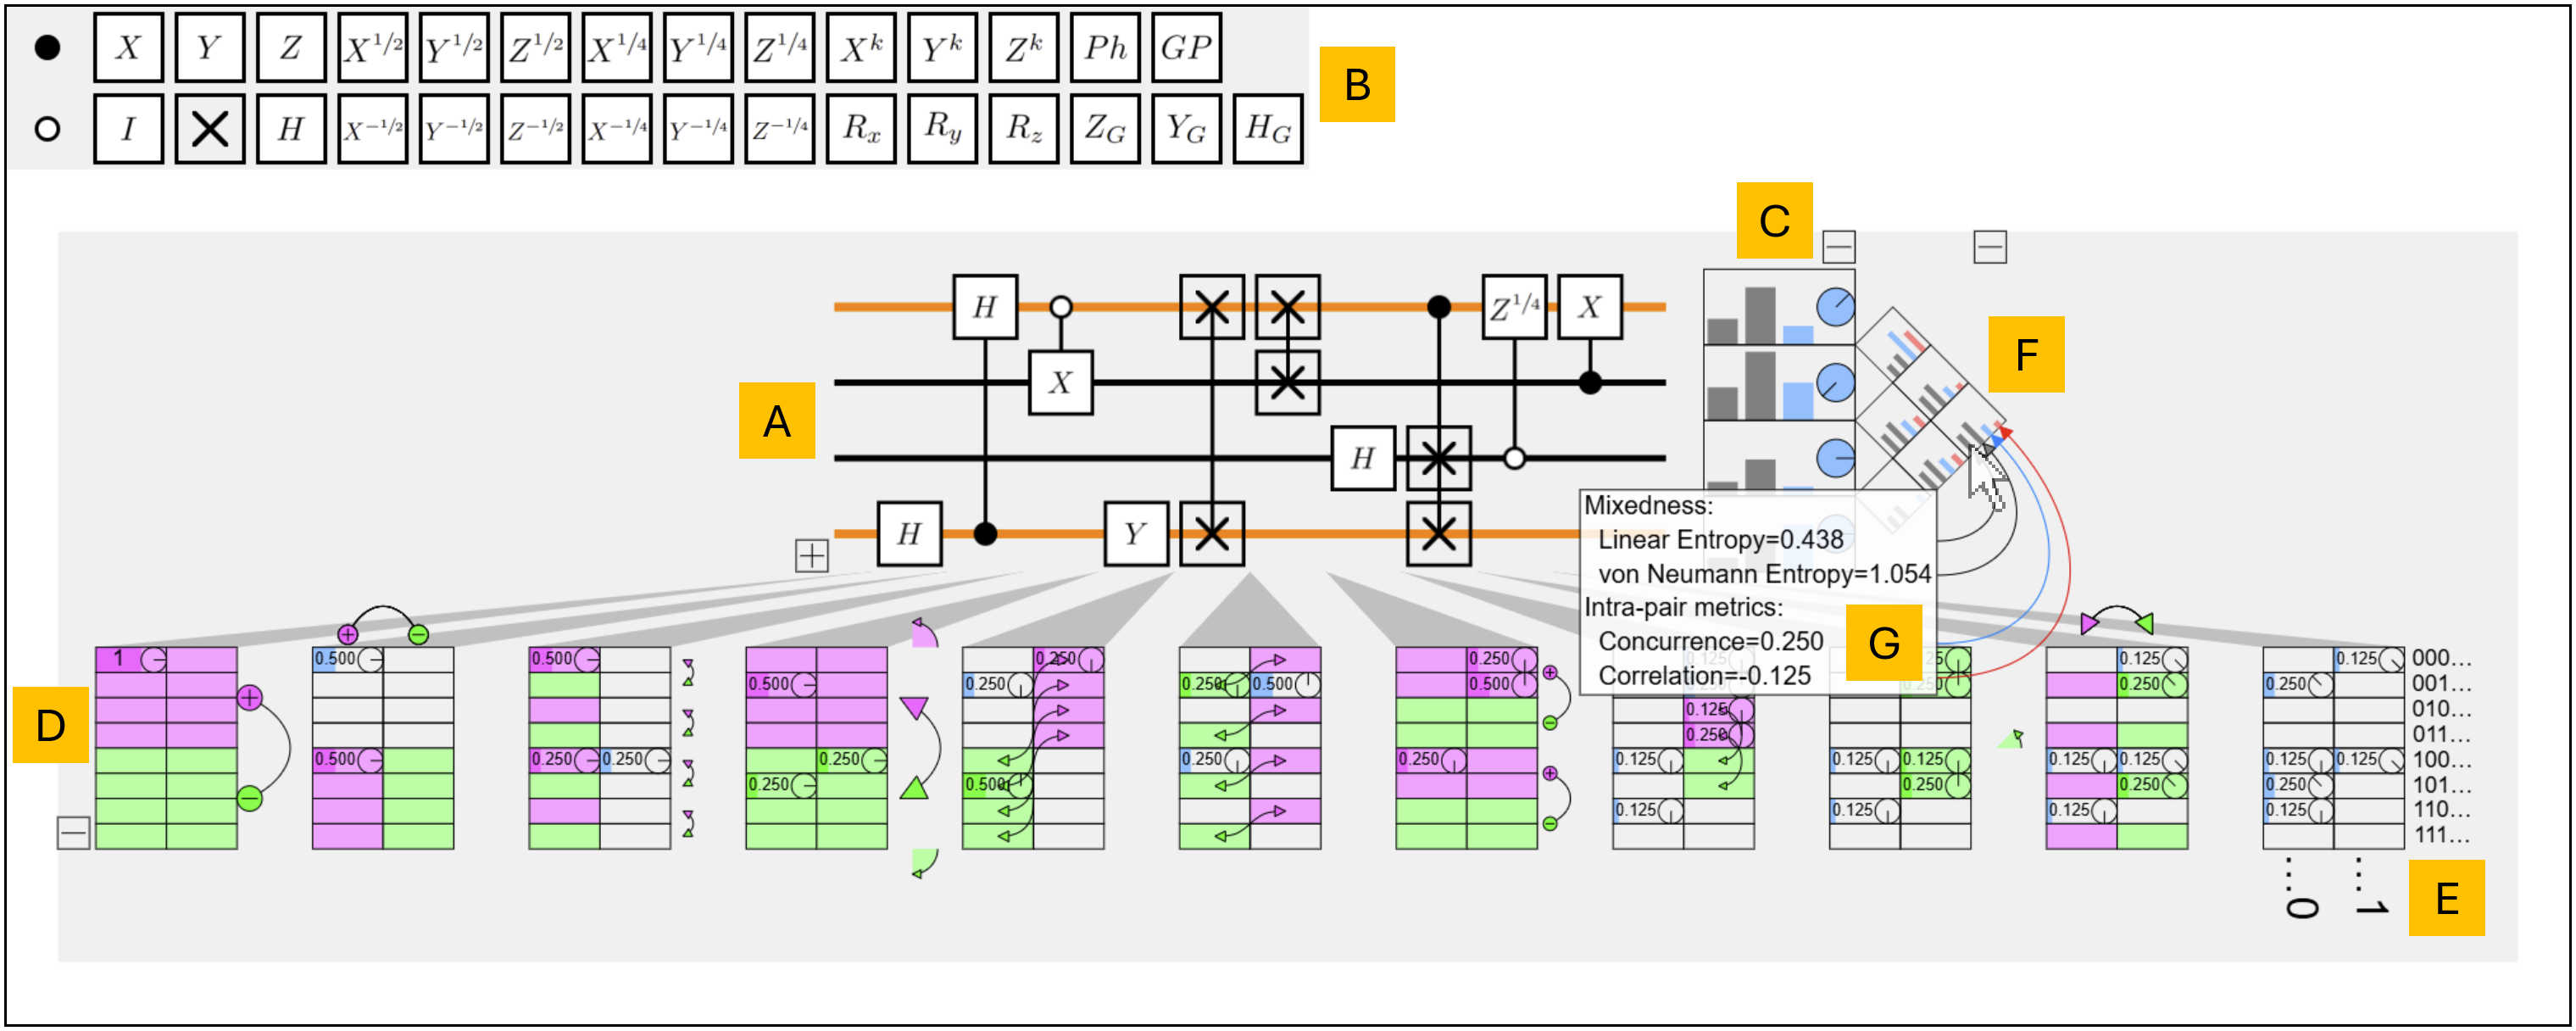 X Y Z X^{1/2} Y^{1/2} Z^{1/2} X^{1/4} Y^{1/4} Z^{1/4} X^k Y^k Z^k Ph GP
B
I H X^{-1/2} Y^{-1/2} Z^{-1/2} X^{-1/4} Y^{-1/4} Z^{-1/4} R_x R_y R_z Z_G Y_G H_G
C
H Z^{1/4} X
F
X
A
H
H Y
Mixedness:
Linear Entropy=0.438
von Neumann Entropy=1.054
Intra-pair metrics:
Concurrence=0.250
Correlation=-0.125
G
D
1 0.500 0.500 0.250 0.250 0.125 0.125 0.125 000...
0.500 0.250 0.250 0.500 0.500 0.250 0.250 0.250 001...
0.125 010...
0.250 011...
0.500 0.250 0.250 0.250 0.250 0.250 0.125 0.125 0.125 0.125 0.125 0.125 0.125 100...
0.250 0.500 0.250 0.250 0.250 101...
0.125 0.125 0.125 0.125 110...
111...
...0 ...1
E